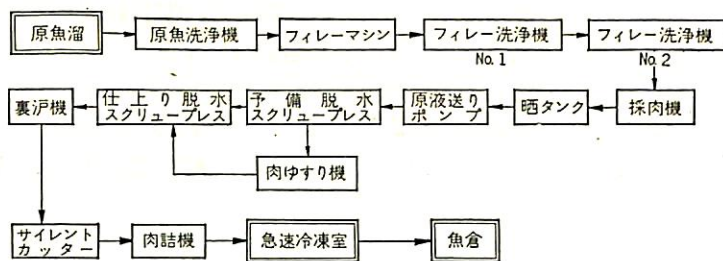 原魚溜
原魚洗浄機
フィレーマシン
フィレー洗浄機
No.1
フィレー洗浄機
No.2
採肉機
晒タンク
原液送り
ポンプ
予備脱水
スクリュープレス
仕上り脱水
スクリュープレス
裏沪機
肉ゆすり機
サイレント
カッター
肉詰機
急速冷凍室
魚倉